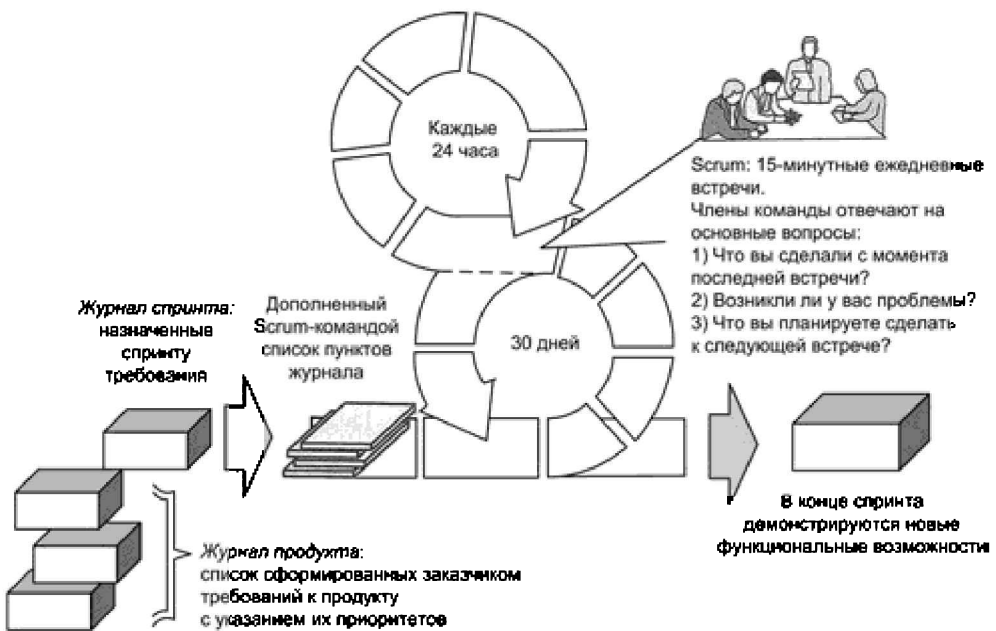 Каждые
24 часа
Scrum: 15-минутные ежедневные
встречи.
Члены команды отвечают на
основные вопросы:
1) Что вы сделали с момента
последней встречи?
2) Возникли ли у вас проблемы?
3) Что вы планируете сделать
к следующей встрече?
Журнал спринта:
назначенные
спринту
требования
Дополненный
Scrum-командой
список пунктов
журнала
30 дней
В конце спринта
демонстрируются новые
функциональные возможности
Журнал продукта:
список сформированных заказчиком
требований к продукту
с указанием их приоритетов